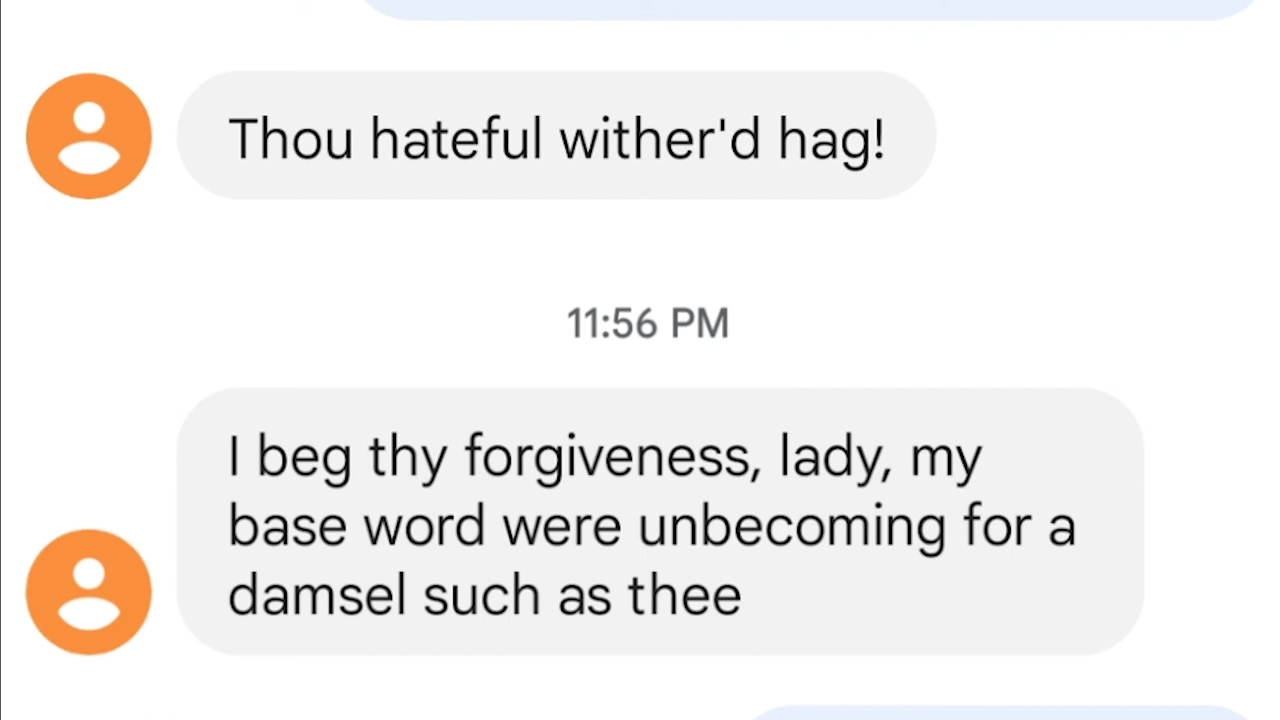 Thou hateful wither'd hag!
11:56 PM
I beg thy forgiveness, lady, my
base word were unbecoming for a
damsel such as thee